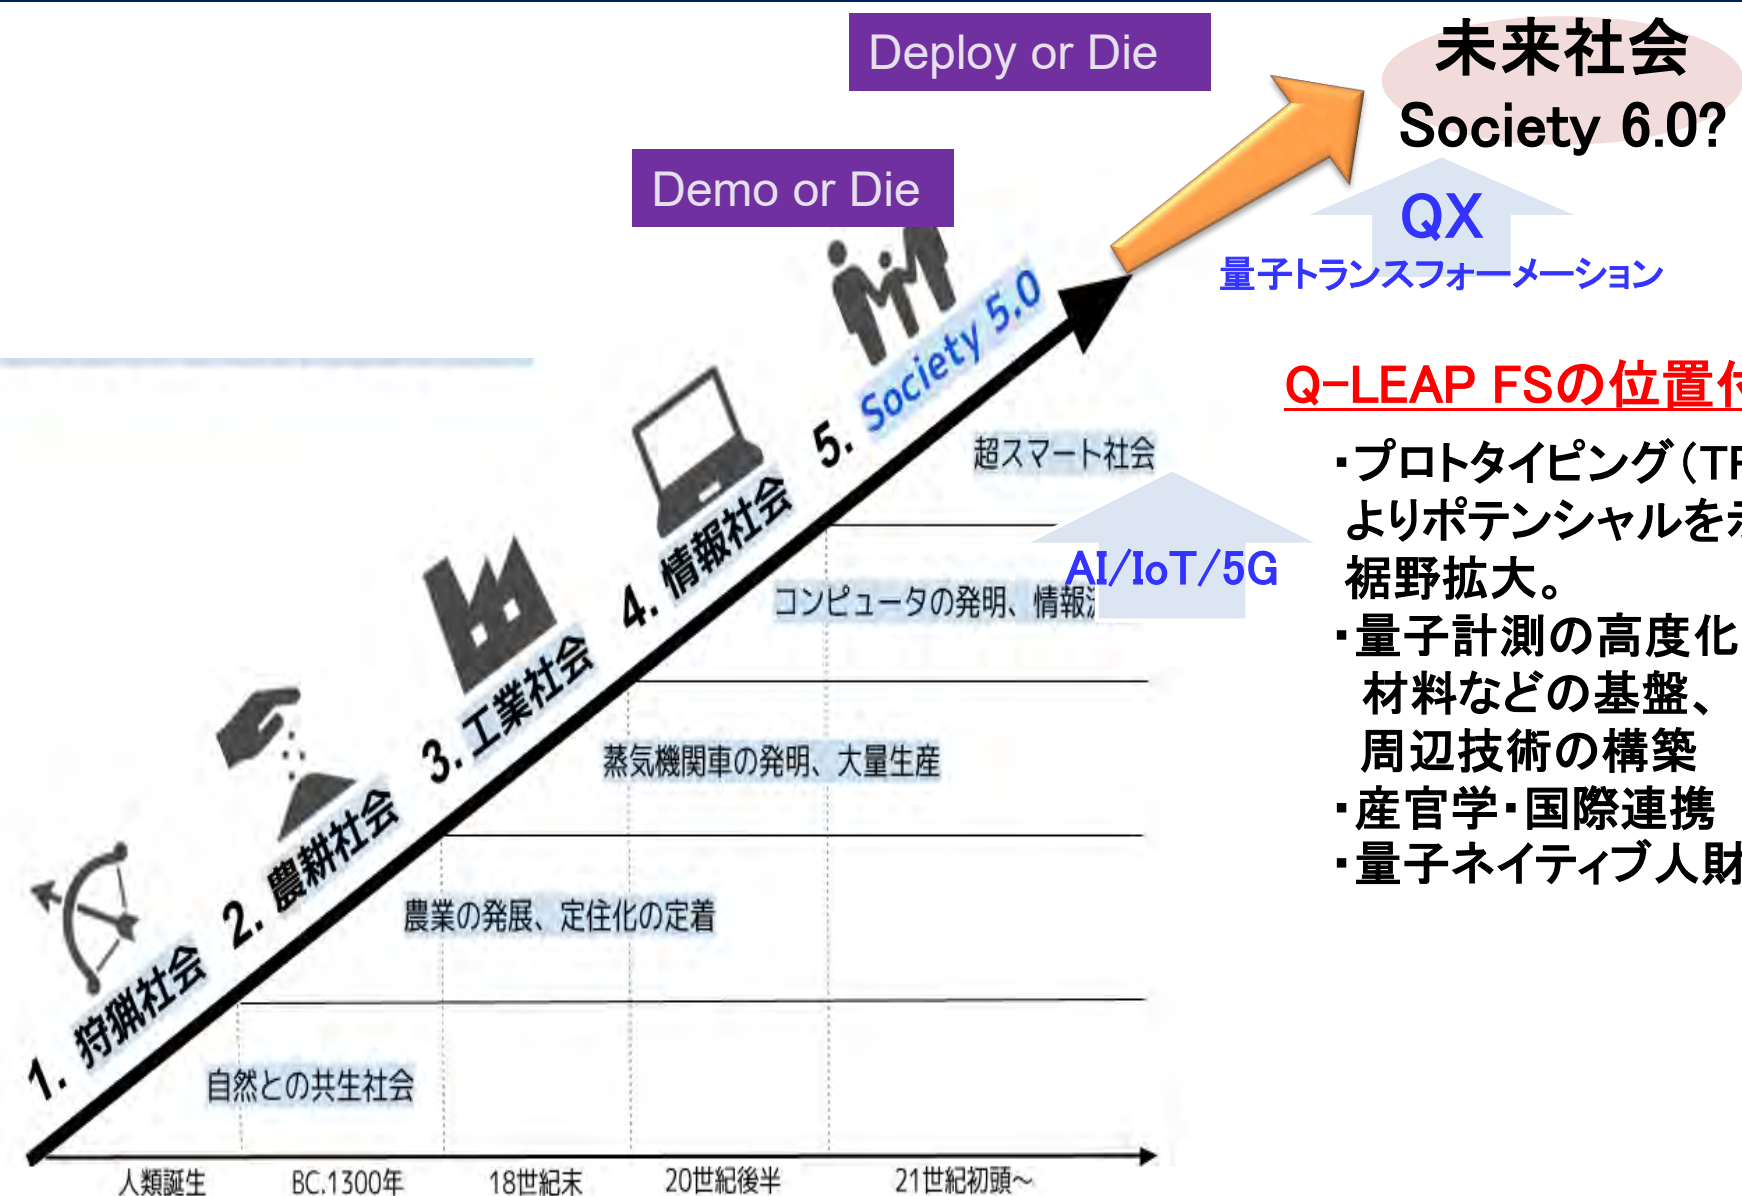 Deploy or Die
未来社会
Society 6.0?
Demo or Die
QX
量子トランスフォーメーション
5. Society 5.0
超スマート社会
AI/IoT/5G
4. 情報社会
コンピュータの発明、情報
3. 工業社会
蒸気機関車の発明、大量生産
2. 農耕社会
農業の発展、定住化の定着
1. 狩猟社会
自然との共生社会
人類誕生
BC.1300年
18世紀末
20世紀後半
21世紀初頭～
Q-LEAP FSの位置
・プロトタイピング（T
よりポテンシャルを
裾野拡大。
・量子計測の高度化
材料などの基盤、
周辺技術の構築
・産官学・国際連携
・量子ネイティブ人財